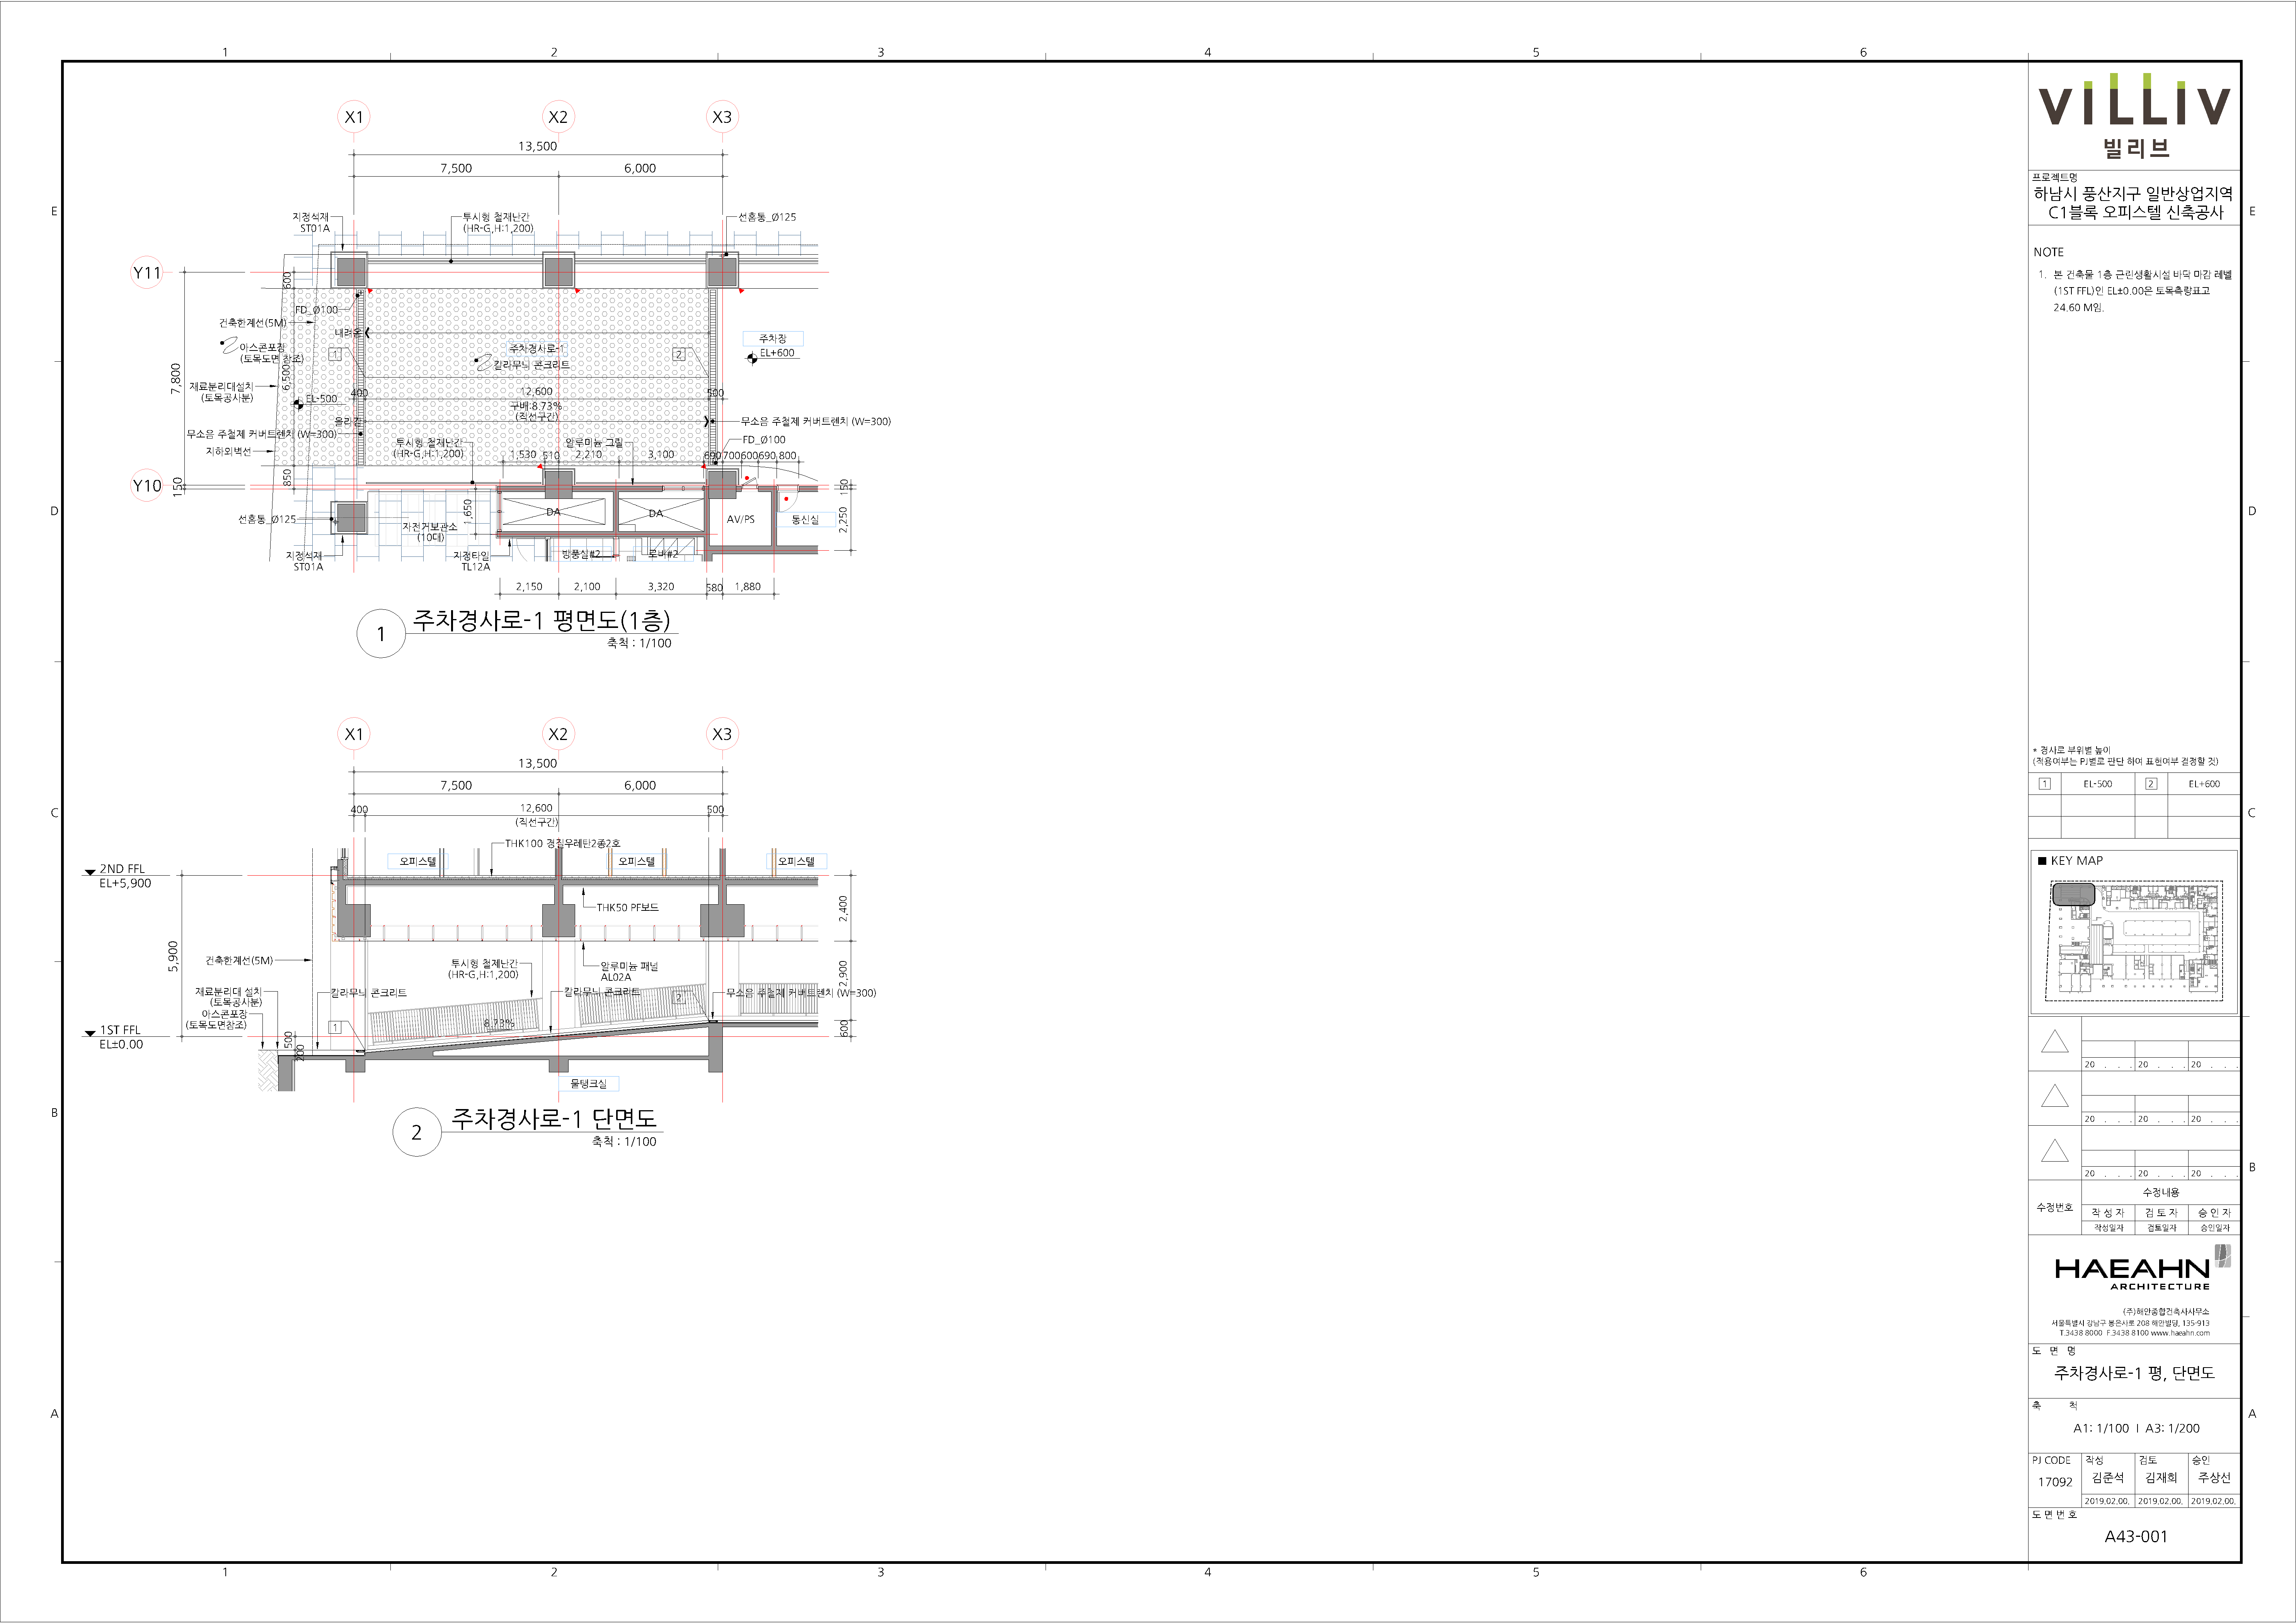 1 2 3 4 5 6
E
D
C
B
A
X1 X2 X3
13,500
7,500 6,000
지정석재
ST01A
투시형 철재난간
(HR-G,H:1,200)
선홈통_Ø125
Y11
600
FD_Ø100
건축한계선(5M)
내려옴
아스콘포장
(토목도면 참조)
1
주차경사로-1
칼라무늬 콘크리트
2
주차장
EL+600
7,800
6,500
재료분리대설치
(토목공사분)
EL-500
400
12,600
500
구배:8.73%
(직선구간)
올라감
무소음 주철제 커버트렌치 (W=300)
무소음 주철제 커버트렌치 (W=300)
지하외벽선
투시형 철재난간
(HR-G,H:1,200)
알루미늄 그릴
FD_Ø100
1,530 510 2,210 3,100 690 700 600 690 800
850
Y10
150
150
선홈통_Ø125
1,650
자전거보관소
(10대)
DA
DA
AV/PS
통신실
2,250
지정석재
ST01A
지정타일
TL12A
방풍실#2
로비#2
2,150 2,100 3,320 580 1,880
1
주차경사로-1 평면도(1층)
축척 : 1/100
X1 X2 X3
13,500
7,500 6,000
400 12,600 500
(직선구간)
THK100 경질우레탄2종2호
오피스텔 오피스텔 오피스텔
2ND FFL
EL+5,900
THK50 PF보드
2,400
5,900
건축한계선(5M)
투시형 철제난간
(HR-G,H:1,200)
알루미늄 패널
AL02A
2,900
재료분리대 설치
(토목공사분)
칼라무늬 콘크리트
칼라무늬 콘크리트
2
무소음 주철제 커버트렌치 (W=300)
아스콘포장
(토목도면참조)
1
8.73%
600
1ST FFL
EL±0.00
500
200
물탱크실
2
주차경사로-1 단면도
축척 : 1/100
VILLIV
빌리브
프로젝트명
하남시 풍산지구 일반상업지역
C1블록 오피스텔 신축공사
NOTE
1. 본 건축물 1층 근린생활시설 바닥 마감 레벨
(1ST FFL)인 EL±0.00은 토목측량표고
24.60 M임.
* 경사로 부위별 높이
(적용여부는 PJ별로 판단 하여 표현여부 결정할 것)
1 EL-500 2 EL+600
■ KEY MAP
20 . . . 20 . . . 20 . . .
20 . . . 20 . . . 20 . . .
20 . . . 20 . . . 20 . . .
수정번호
수정내용
작 성 자 검 토 자 승 인 자
작성일자 검토일자 승인일자
HAEAHN
ARCHITECTURE
(주)해안종합건축사사무소
서울특별시 강남구 봉은사로 208 해안빌딩, 135-913
T.3438 8000 F.3438 8100 www.haeahn.com
도 면 명
주차경사로-1 평, 단면도
축 척
A1: 1/100 I A3: 1/200
PJ CODE 작성 검토 승인
17092 김준석 김재희 주상선
2019.02.00. 2019.02.00. 2019.02.00.
도 면 번 호
A43-001
E
D
C
B
A
1 2 3 4 5 6